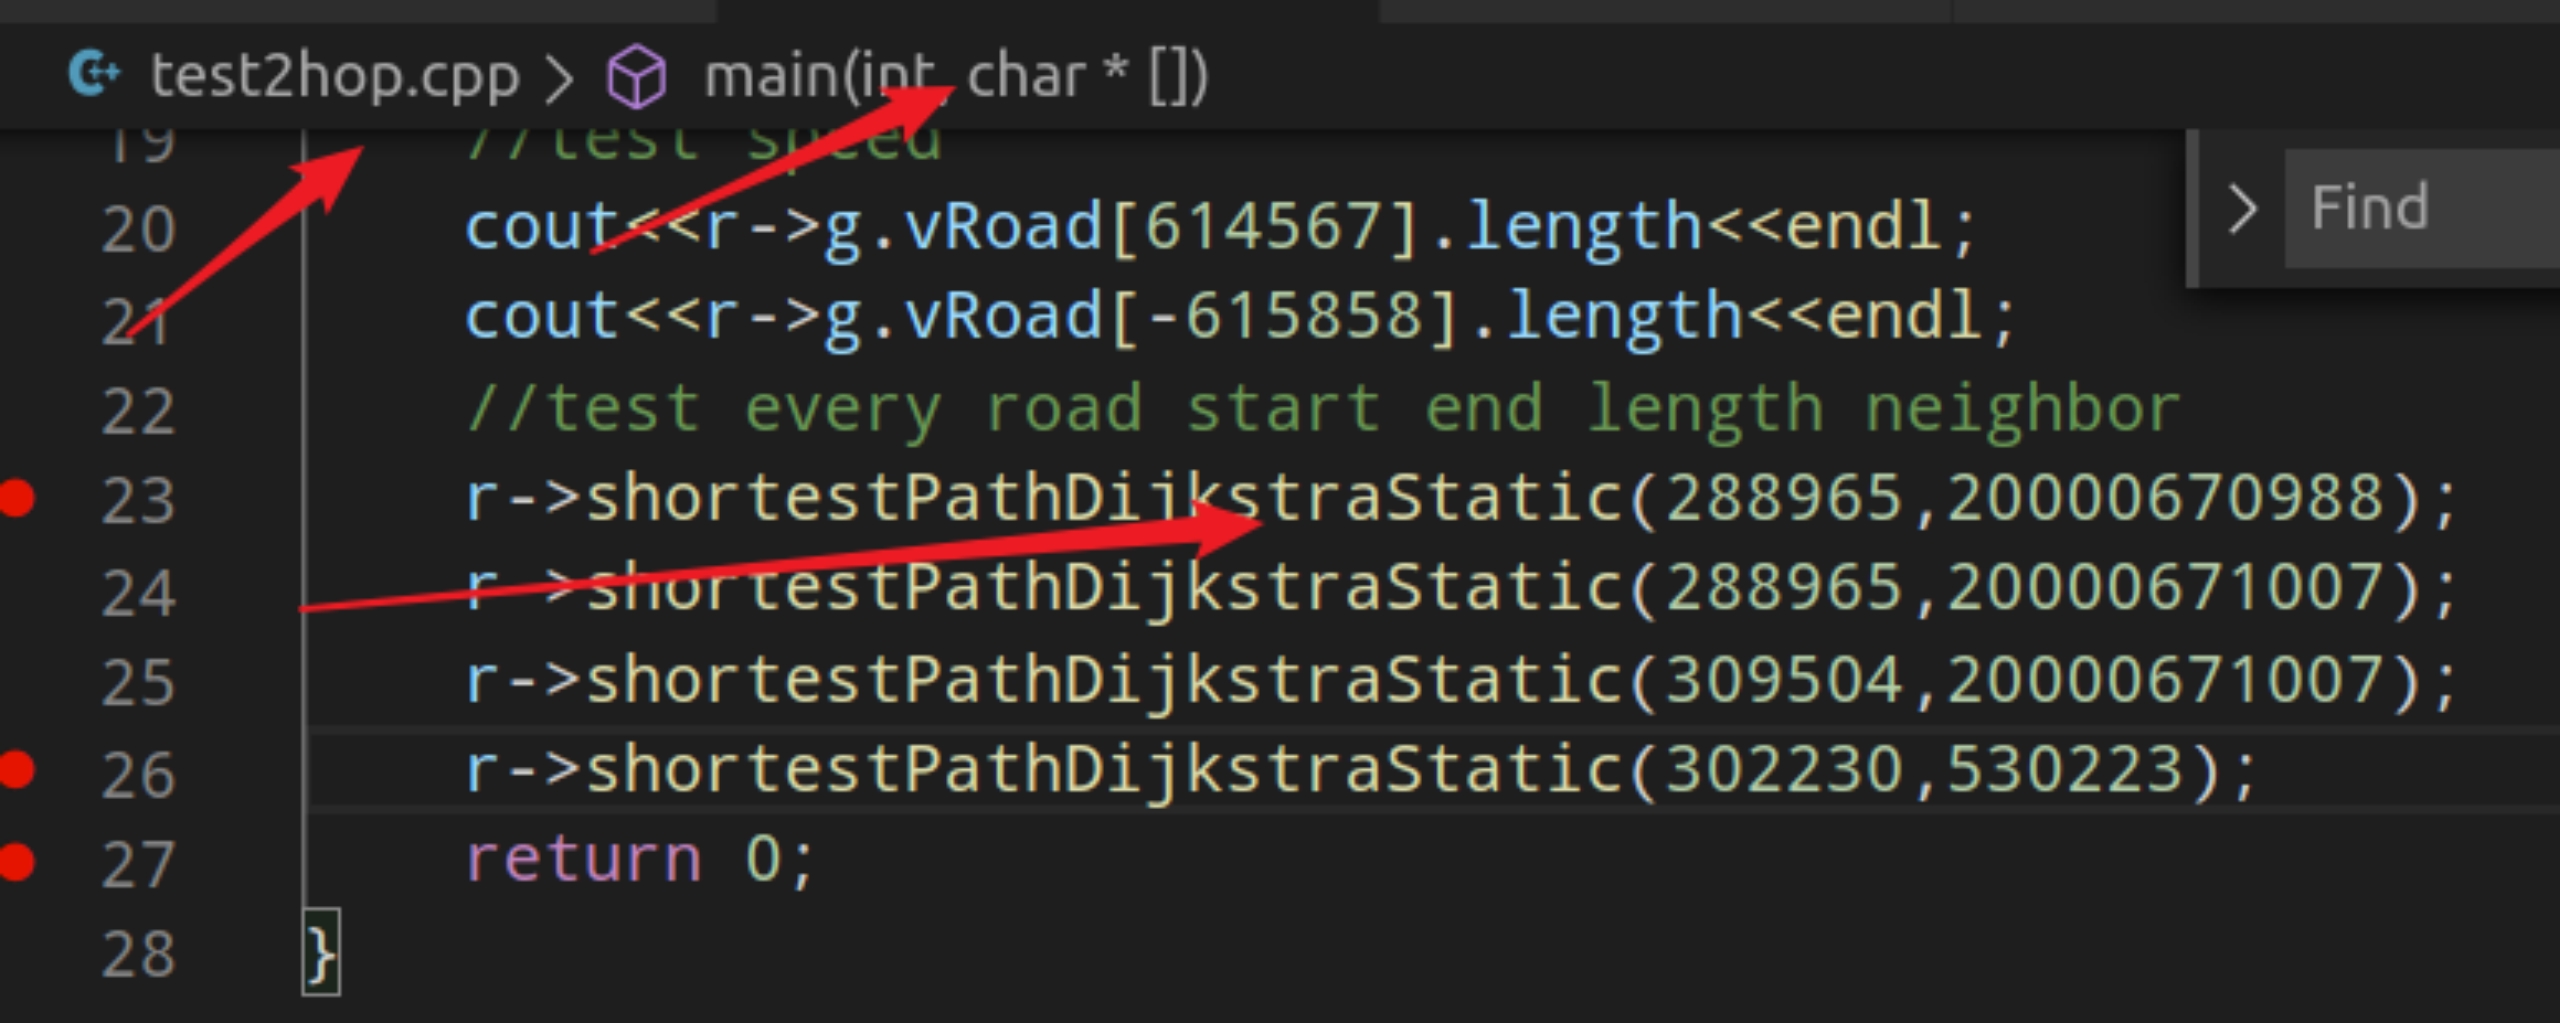 test2hop.cpp > main(int, char * [])
19 //test speed
Find
20 cout<<r->g.vRoad[614567].length<<endl;
21 cout<<r->g.vRoad[-615858].length<<endl;
22 //test every road start end length neighbor
23 r->shortestPathDijkstraStatic(288965,20000670988);
24 r->shortestPathDijkstraStatic(288965,20000671007);
25 r->shortestPathDijkstraStatic(309504,20000671007);
26 r->shortestPathDijkstraStatic(302230,530223);
27 return 0;
28 }